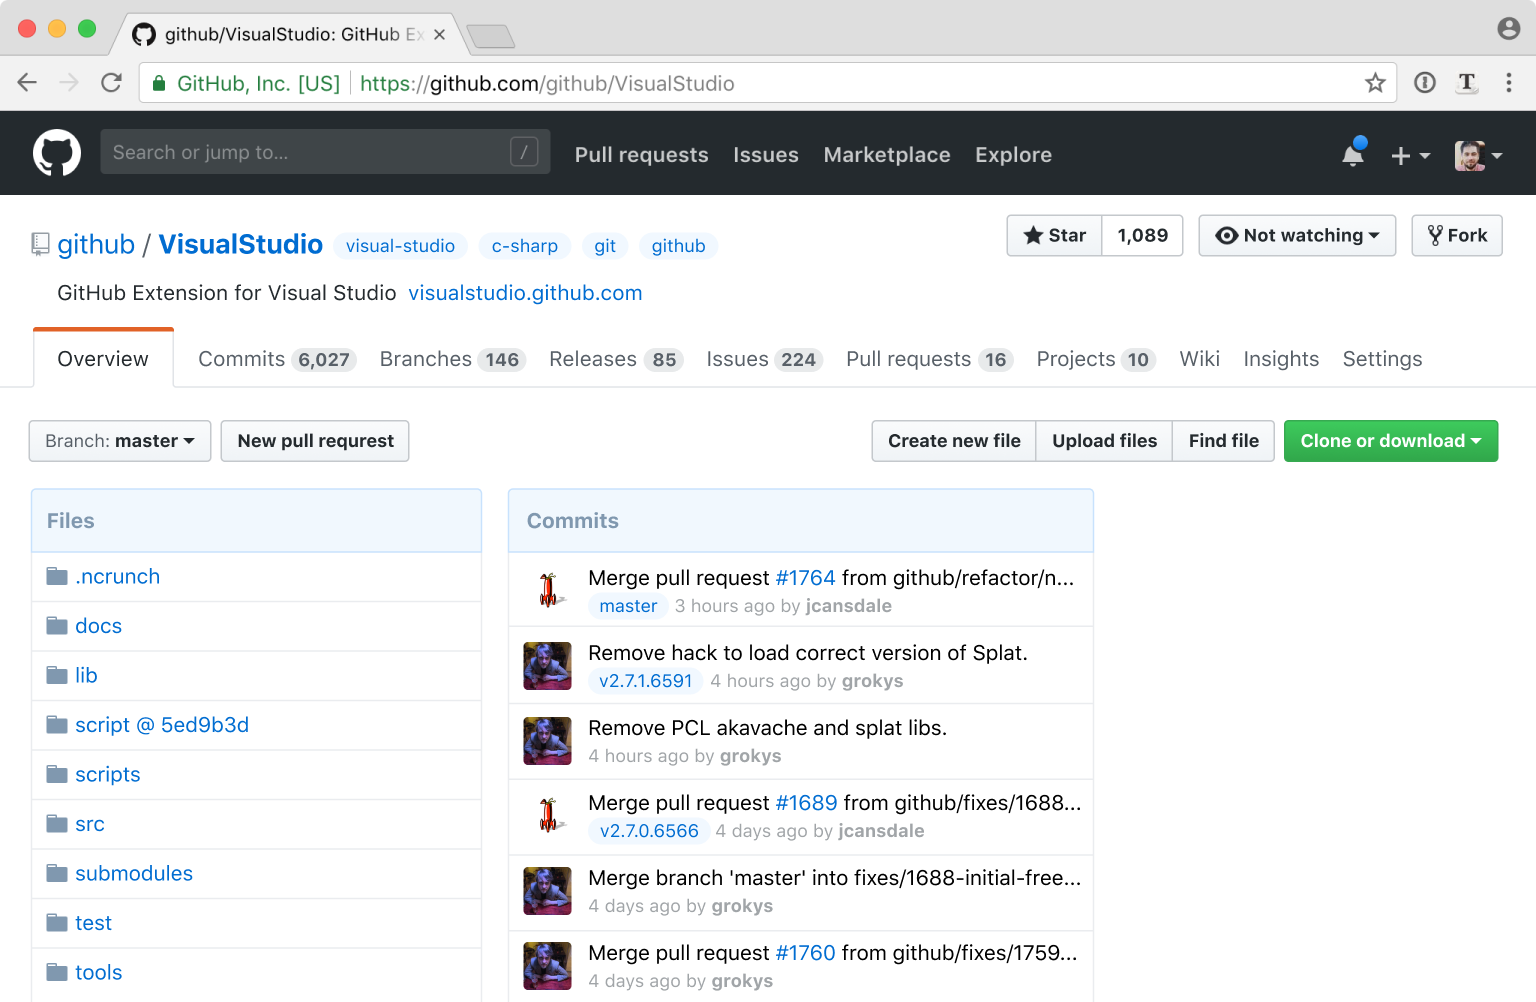 github/VisualStudio: GitHub Ex
GitHub, Inc. [US] https://github.com/github/VisualStudio
Search or jump to... / Pull requests Issues Marketplace Explore
github / VisualStudio visual-studio c-sharp git github Star 1,089 Not watching Fork
GitHub Extension for Visual Studio visualstudio.github.com
Overview Commits 6,027 Branches 146 Releases 85 Issues 224 Pull requests 16 Projects 10 Wiki Insights Settings
Branch: master New pull requrest Create new file Upload files Find file Clone or download
Files
.ncrunch
docs
lib
script @ 5ed9b3d
scripts
src
submodules
test
tools
Commits
Merge pull request #1764 from github/refactor/n...
master 3 hours ago by jcansdale
Remove hack to load correct version of Splat.
v2.7.1.6591 4 hours ago by grokys
Remove PCL akavache and splat libs.
4 hours ago by grokys
Merge pull request #1689 from github/fixes/1688...
v2.7.0.6566 4 days ago by jcansdale
Merge branch 'master' into fixes/1688-initial-free...
4 days ago by grokys
Merge pull request #1760 from github/fixes/1759...
4 days ago by grokys